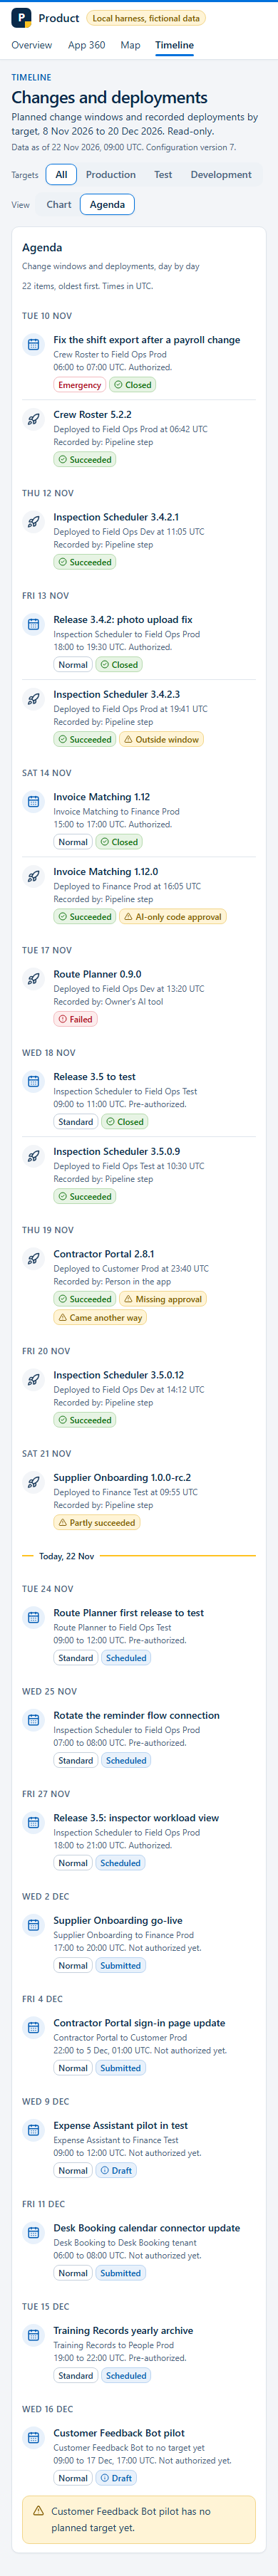 P Product Local harness, fictional data
Overview App 360 Map Timeline
TIMELINE
Changes and deployments
Planned change windows and recorded deployments by
target, 8 Nov 2026 to 20 Dec 2026. Read-only.
Data as of 22 Nov 2026, 09:00 UTC. Configuration version 7.
Targets All Production Test Development
View Chart Agenda
Agenda
Change windows and deployments, day by day
22 items, oldest first. Times in UTC.
TUE 10 NOV
Fix the shift export after a payroll change
Crew Roster to Field Ops Prod
06:00 to 07:00 UTC. Authorized.
Emergency Closed
Crew Roster 5.2.2
Deployed to Field Ops Prod at 06:42 UTC
Recorded by: Pipeline step
Succeeded
THU 12 NOV
Inspection Scheduler 3.4.2.1
Deployed to Field Ops Dev at 11:05 UTC
Recorded by: Pipeline step
Succeeded
FRI 13 NOV
Release 3.4.2: photo upload fix
Inspection Scheduler to Field Ops Prod
18:00 to 19:30 UTC. Authorized.
Normal Closed
Inspection Scheduler 3.4.2.3
Deployed to Field Ops Prod at 19:41 UTC
Recorded by: Pipeline step
Succeeded Outside window
SAT 14 NOV
Invoice Matching 1.12
Invoice Matching to Finance Prod
15:00 to 17:00 UTC. Authorized.
Normal Closed
Invoice Matching 1.12.0
Deployed to Finance Prod at 16:05 UTC
Recorded by: Pipeline step
Succeeded AI-only code approval
TUE 17 NOV
Route Planner 0.9.0
Deployed to Field Ops Dev at 13:20 UTC
Recorded by: Owner's AI tool
Failed
WED 18 NOV
Release 3.5 to test
Inspection Scheduler to Field Ops Test
09:00 to 11:00 UTC. Pre-authorized.
Standard Closed
Inspection Scheduler 3.5.0.9
Deployed to Field Ops Test at 10:30 UTC
Recorded by: Pipeline step
Succeeded
THU 19 NOV
Contractor Portal 2.8.1
Deployed to Customer Prod at 23:40 UTC
Recorded by: Person in the app
Succeeded Missing approval
Came another way
FRI 20 NOV
Inspection Scheduler 3.5.0.12
Deployed to Field Ops Dev at 14:12 UTC
Recorded by: Pipeline step
Succeeded
SAT 21 NOV
Supplier Onboarding 1.0.0-rc.2
Deployed to Finance Test at 09:55 UTC
Recorded by: Pipeline step
Partly succeeded
Today, 22 Nov
TUE 24 NOV
Route Planner first release to test
Route Planner to Field Ops Test
09:00 to 12:00 UTC. Pre-authorized.
Standard Scheduled
WED 25 NOV
Rotate the reminder flow connection
Inspection Scheduler to Field Ops Prod
07:00 to 08:00 UTC. Pre-authorized.
Standard Scheduled
FRI 27 NOV
Release 3.5: inspector workload view
Inspection Scheduler to Field Ops Prod
18:00 to 21:00 UTC. Authorized.
Normal Scheduled
WED 2 DEC
Supplier Onboarding go-live
Supplier Onboarding to Finance Prod
17:00 to 20:00 UTC. Not authorized yet.
Normal Submitted
FRI 4 DEC
Contractor Portal sign-in page update
Contractor Portal to Customer Prod
22:00 to 5 Dec, 01:00 UTC. Not authorized yet.
Normal Submitted
WED 9 DEC
Expense Assistant pilot in test
Expense Assistant to Finance Test
09:00 to 12:00 UTC. Not authorized yet.
Normal Draft
FRI 11 DEC
Desk Booking calendar connector update
Desk Booking to Desk Booking tenant
06:00 to 08:00 UTC. Not authorized yet.
Normal Submitted
TUE 15 DEC
Training Records yearly archive
Training Records to People Prod
19:00 to 22:00 UTC. Pre-authorized.
Standard Scheduled
WED 16 DEC
Customer Feedback Bot pilot
Customer Feedback Bot to no target yet
09:00 to 17 Dec, 17:00 UTC. Not authorized yet.
Normal Draft
Customer Feedback Bot pilot has no
planned target yet.